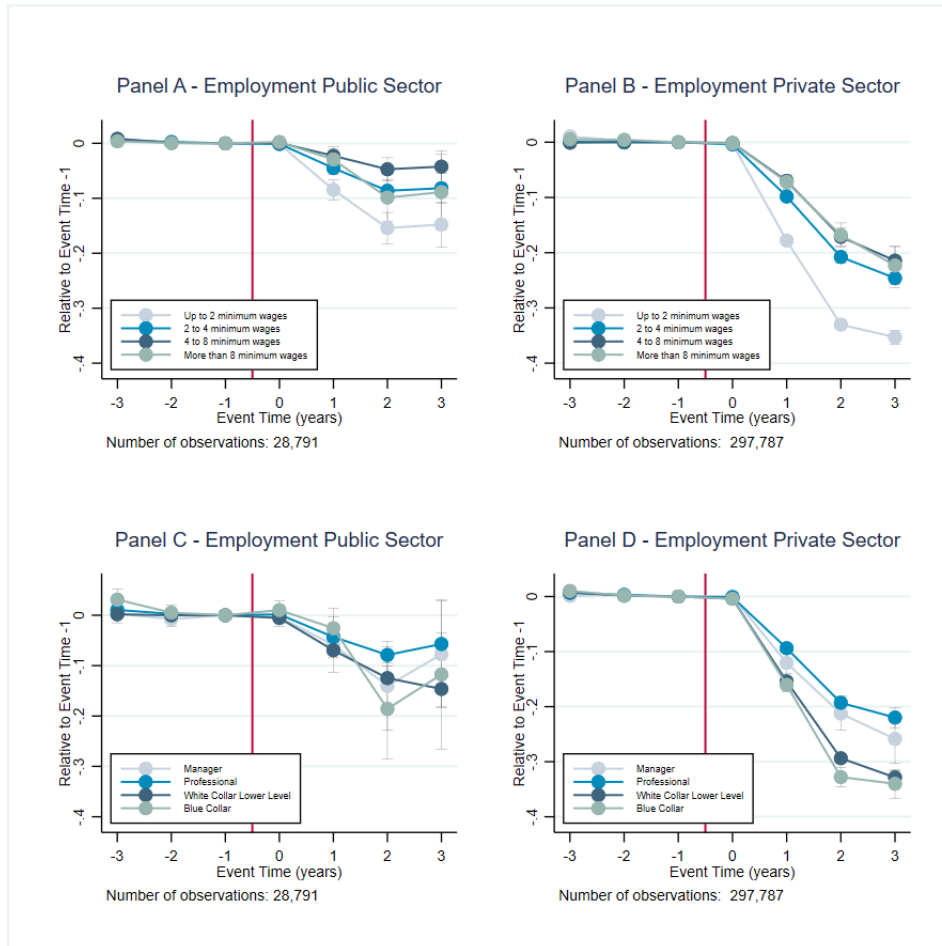 Panel A - Employment Public Sector
Relative to Event Time -1
0
-.1
-.2
-.3
-.4
Up to 2 minimum wages
2 to 4 minimum wages
4 to 8 minimum wages
More than 8 minimum wages
-3 -2 -1 0 1 2 3
Event Time (years)
Number of observations: 28,791
Panel B - Employment Private Sector
Relative to Event Time -1
0
-.1
-.2
-.3
-.4
Up to 2 minimum wages
2 to 4 minimum wages
4 to 8 minimum wages
More than 8 minimum wages
-3 -2 -1 0 1 2 3
Event Time (years)
Number of observations: 297,787
Panel C - Employment Public Sector
Relative to Event Time -1
0
-.1
-.2
-.3
-.4
Manager
Professional
White Collar Lower Level
Blue Collar
-3 -2 -1 0 1 2 3
Event Time (years)
Number of observations: 28,791
Panel D - Employment Private Sector
Relative to Event Time -1
0
-.1
-.2
-.3
-.4
Manager
Professional
White Collar Lower Level
Blue Collar
-3 -2 -1 0 1 2 3
Event Time (years)
Number of observations: 297,787